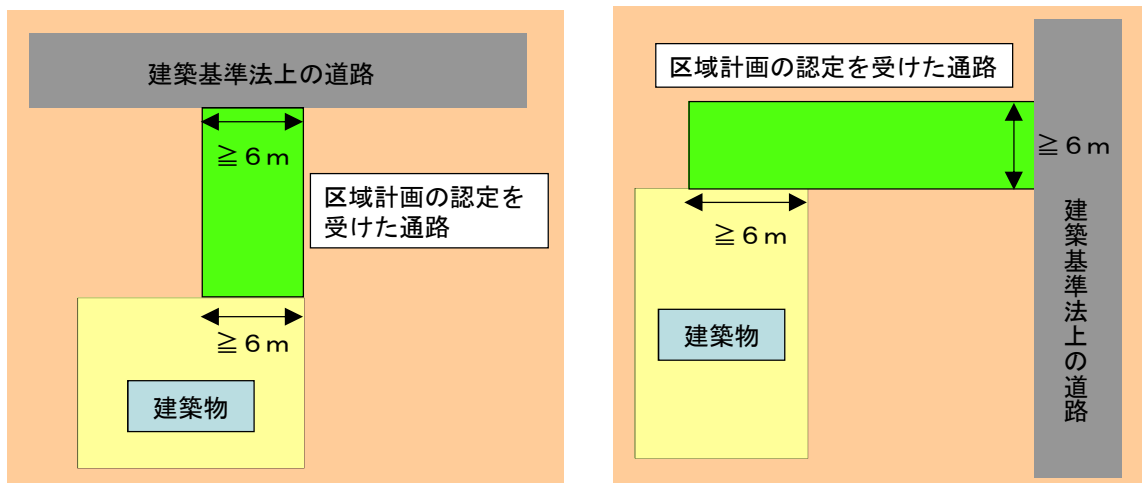 建築基準法上の道路
≧６ｍ
区域計画の認定を
受けた通路
≧６ｍ
建築物
区域計画の認定を受けた通路
≧６ｍ
≧６ｍ
建築物
建築基準法上の道路